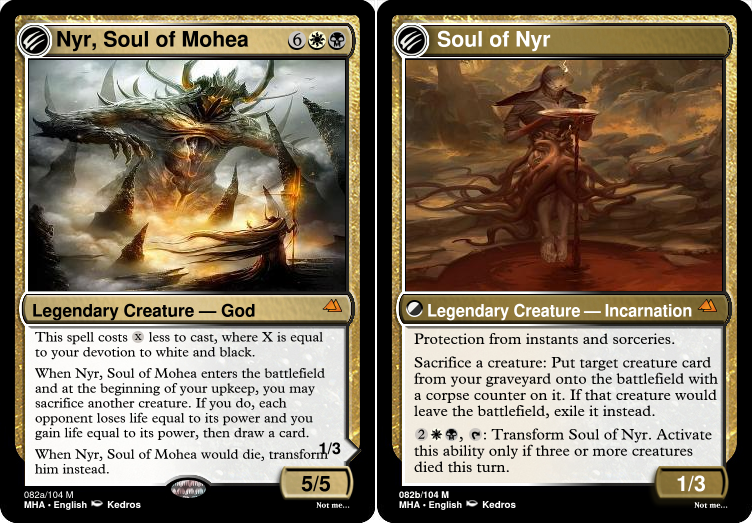 Nyr, Soul of Mohea 6
Legendary Creature — God
This spell costs X less to cast, where X is equal
to your devotion to white and black.
When Nyr, Soul of Mohea enters the battlefield
and at the beginning of your upkeep, you may
sacrifice another creature. If you do, each
opponent loses life equal to its power and you
gain life equal to its power, then draw a card.
When Nyr, Soul of Mohea would die, transform
him instead.
1/3
5/5
082a/104 M
MHA • English Kedros
Not me...
Soul of Nyr
Legendary Creature — Incarnation
Protection from instants and sorceries.
Sacrifice a creature: Put target creature card
from your graveyard onto the battlefield with
a corpse counter on it. If that creature would
leave the battlefield, exile it instead.
2 , : Transform Soul of Nyr. Activate
this ability only if three or more creatures
died this turn.
1/3
082b/104 M
MHA • English Kedros
Not me...